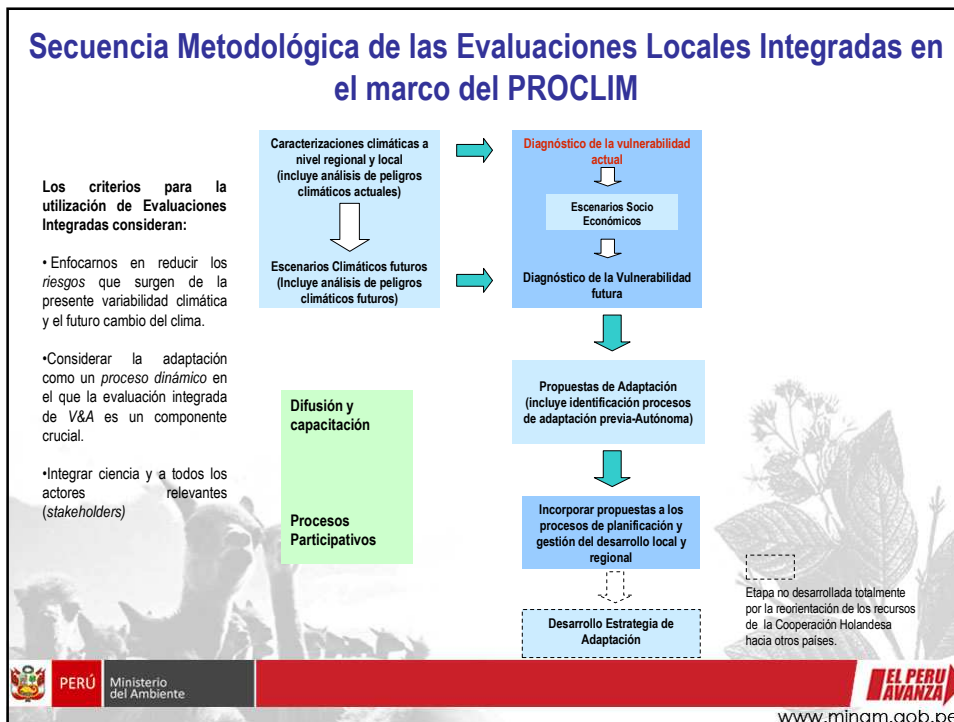 Secuencia Metodológica de las Evaluaciones Locales Integradas en
el marco del PROCLIM
Los criterios para la
utilización de Evaluaciones
Integradas consideran:
• Enfocarnos en reducir los
riesgos que surgen de la
presente variabilidad climática
y el futuro cambio del clima.
•Considerar la adaptación
como un proceso dinámico en
el que la evaluación integrada
de V&A es un componente
crucial.
•Integrar ciencia y a todos los
actores relevantes
(stakeholders)
Caracterizaciones climáticas a
nivel regional y local
(incluye análisis de peligros
climáticos actuales)
Escenarios Climáticos futuros
(Incluye análisis de peligros
climáticos futuros)
Diagnóstico de la vulnerabilidad
actual
Escenarios Socio
Económicos
Diagnóstico de la Vulnerabilidad
futura
Propuestas de Adaptación
(incluye identificación procesos
de adaptación previa-Autónoma)
Difusión y
capacitación
Procesos
Participativos
Incorporar propuestas a los
procesos de planificación y
gestión del desarrollo local y
regional
Desarrollo Estrategia de
Adaptación
Etapa no desarrollada totalmente
por la reorientación de los recursos
de la Cooperación Holandesa
hacia otros países.
PERÚ
Ministerio
del Ambiente
EL PERU
AVANZA
www.minam.gob.pe